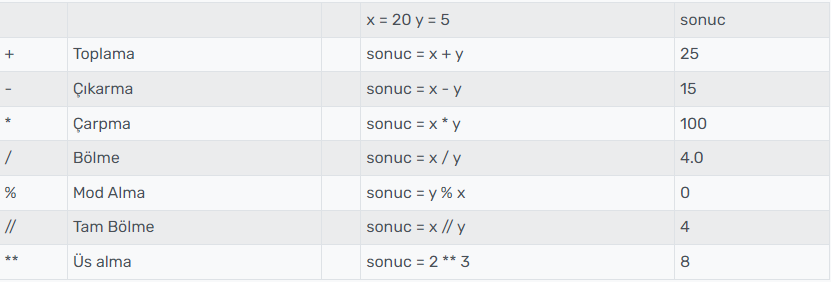 x = 20 y = 5 sonuc
+ Toplama sonuc = x + y 25
- Çıkarma sonuc = x - y 15
* Çarpma sonuc = x * y 100
/ Bölme sonuc = x / y 4.0
% Mod Alma sonuc = y % x 0
// Tam Bölme sonuc = x // y 4
** Üs alma sonuc = 2 ** 3 8